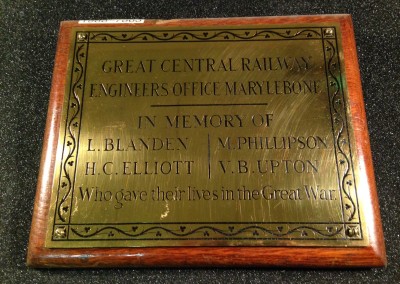 GREAT CENTRAL RAILWAY
ENGINEERS OFFICE MARYLEBONE
IN MEMORY OF
L. BLANDEN M. PHILLIPSON
H. C. ELLIOTT V. B. UPTON
Who gave their lives in the Great War.